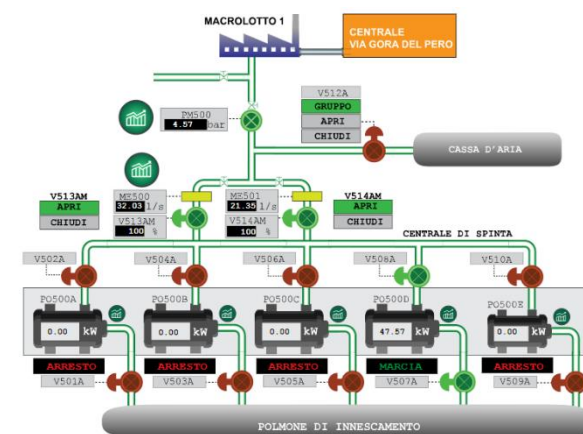 MACROLOTTO 1
CENTRALE
VIA GORA DEL PERO
PM500
4.57 bar
V512A
GRUPPO
APRI
CHIUDI
CASSA D'ARIA
V513AM
APRI
CHIUDI
ME500
32.03 l/s
V513AM
100 %
ME501
21.35 l/s
V514AM
100 %
V514AM
APRI
CHIUDI
CENTRALE DI SPINTA
V502A
V504A
V506A
V508A
V510A
PO500A
PO500B
PO500C
PO500D
PO500E
0.00 kW
0.00 kW
0.00 kW
47.57 kW
0.00 kW
ARRESTO
ARRESTO
ARRESTO
MARCIA
ARRESTO
V501A
V503A
V505A
V507A
V509A
POLMONE DI INNESCAMENTO